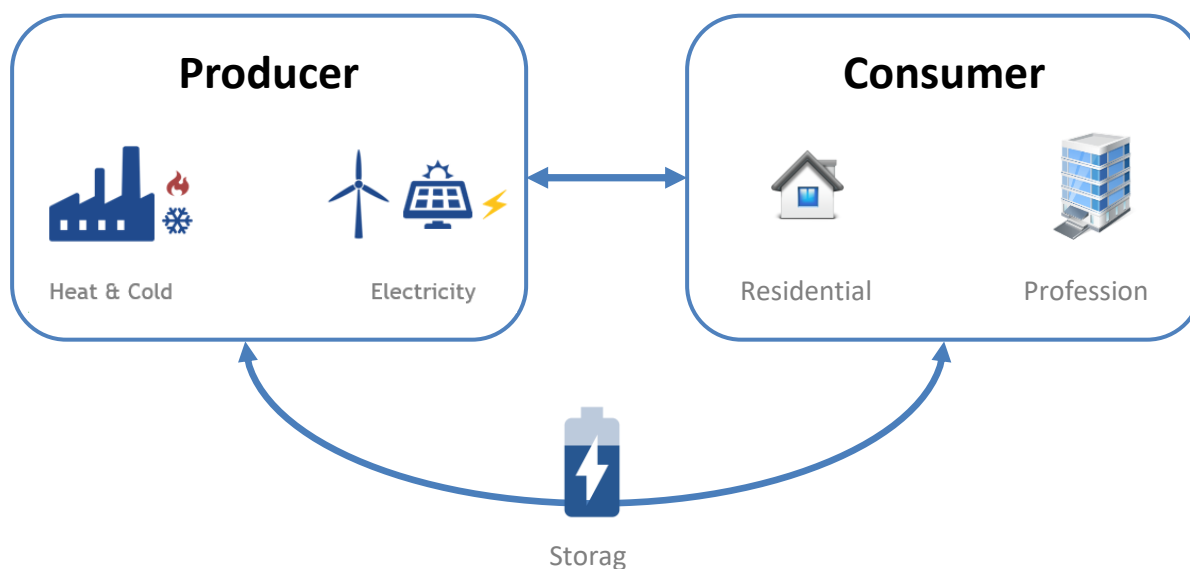 Producer
Consumer
Heat & Cold
Electricity
Residential
Profession
Storag